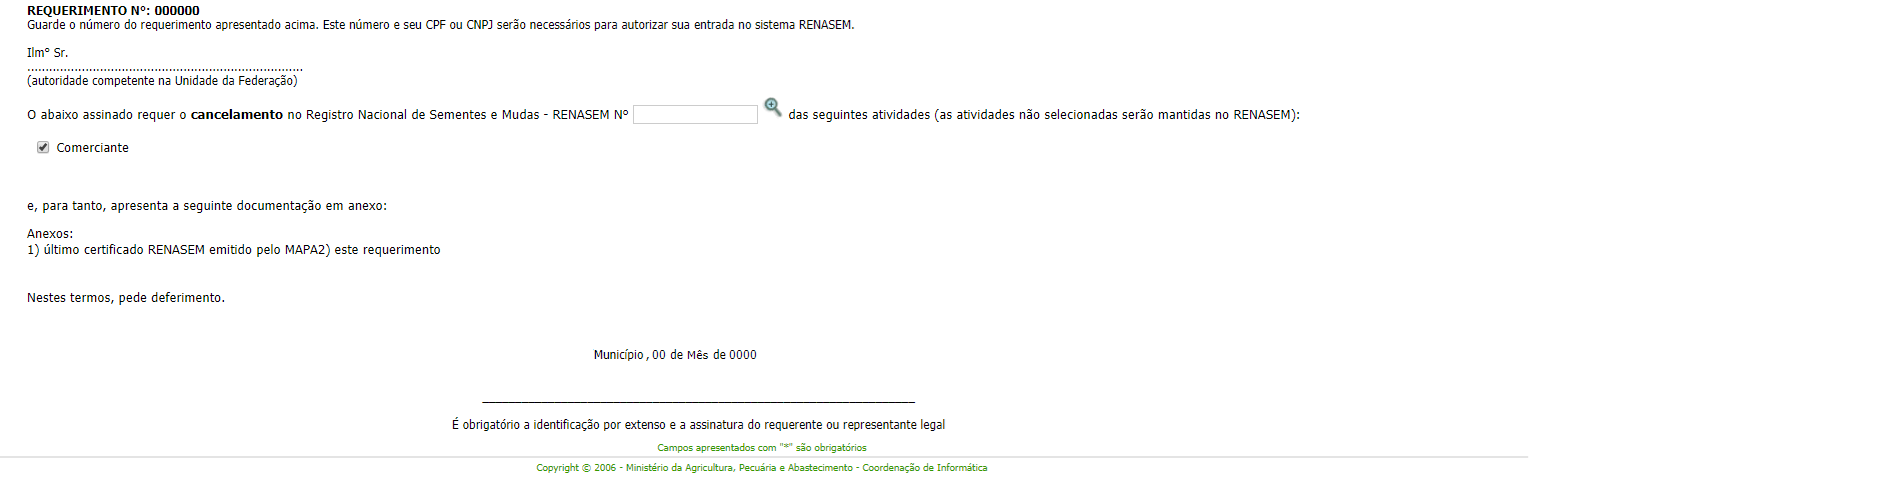 REQUERIMENTO Nº: 000000
Guarde o número do requerimento apresentado acima. Este número e seu CPF ou CNPJ serão necessários para autorizar sua entrada no sistema RENASEM.
Ilmº Sr.
............................................................................
(autoridade competente na Unidade da Federação)
O abaixo assinado requer o cancelamento no Registro Nacional de Sementes e Mudas - RENASEM Nº das seguintes atividades (as atividades não selecionadas serão mantidas no RENASEM):
Comerciante
e, para tanto, apresenta a seguinte documentação em anexo:
Anexos:
1) último certificado RENASEM emitido pelo MAPA2) este requerimento
Nestes termos, pede deferimento.
Município , 00 de Mês de 0000
______________________________________________________________
É obrigatório a identificação por extenso e a assinatura do requerente ou representante legal
Campos apresentados com "*" são obrigatórios
Copyright © 2006 - Ministério da Agricultura, Pecuária e Abastecimento - Coordenação de Informática